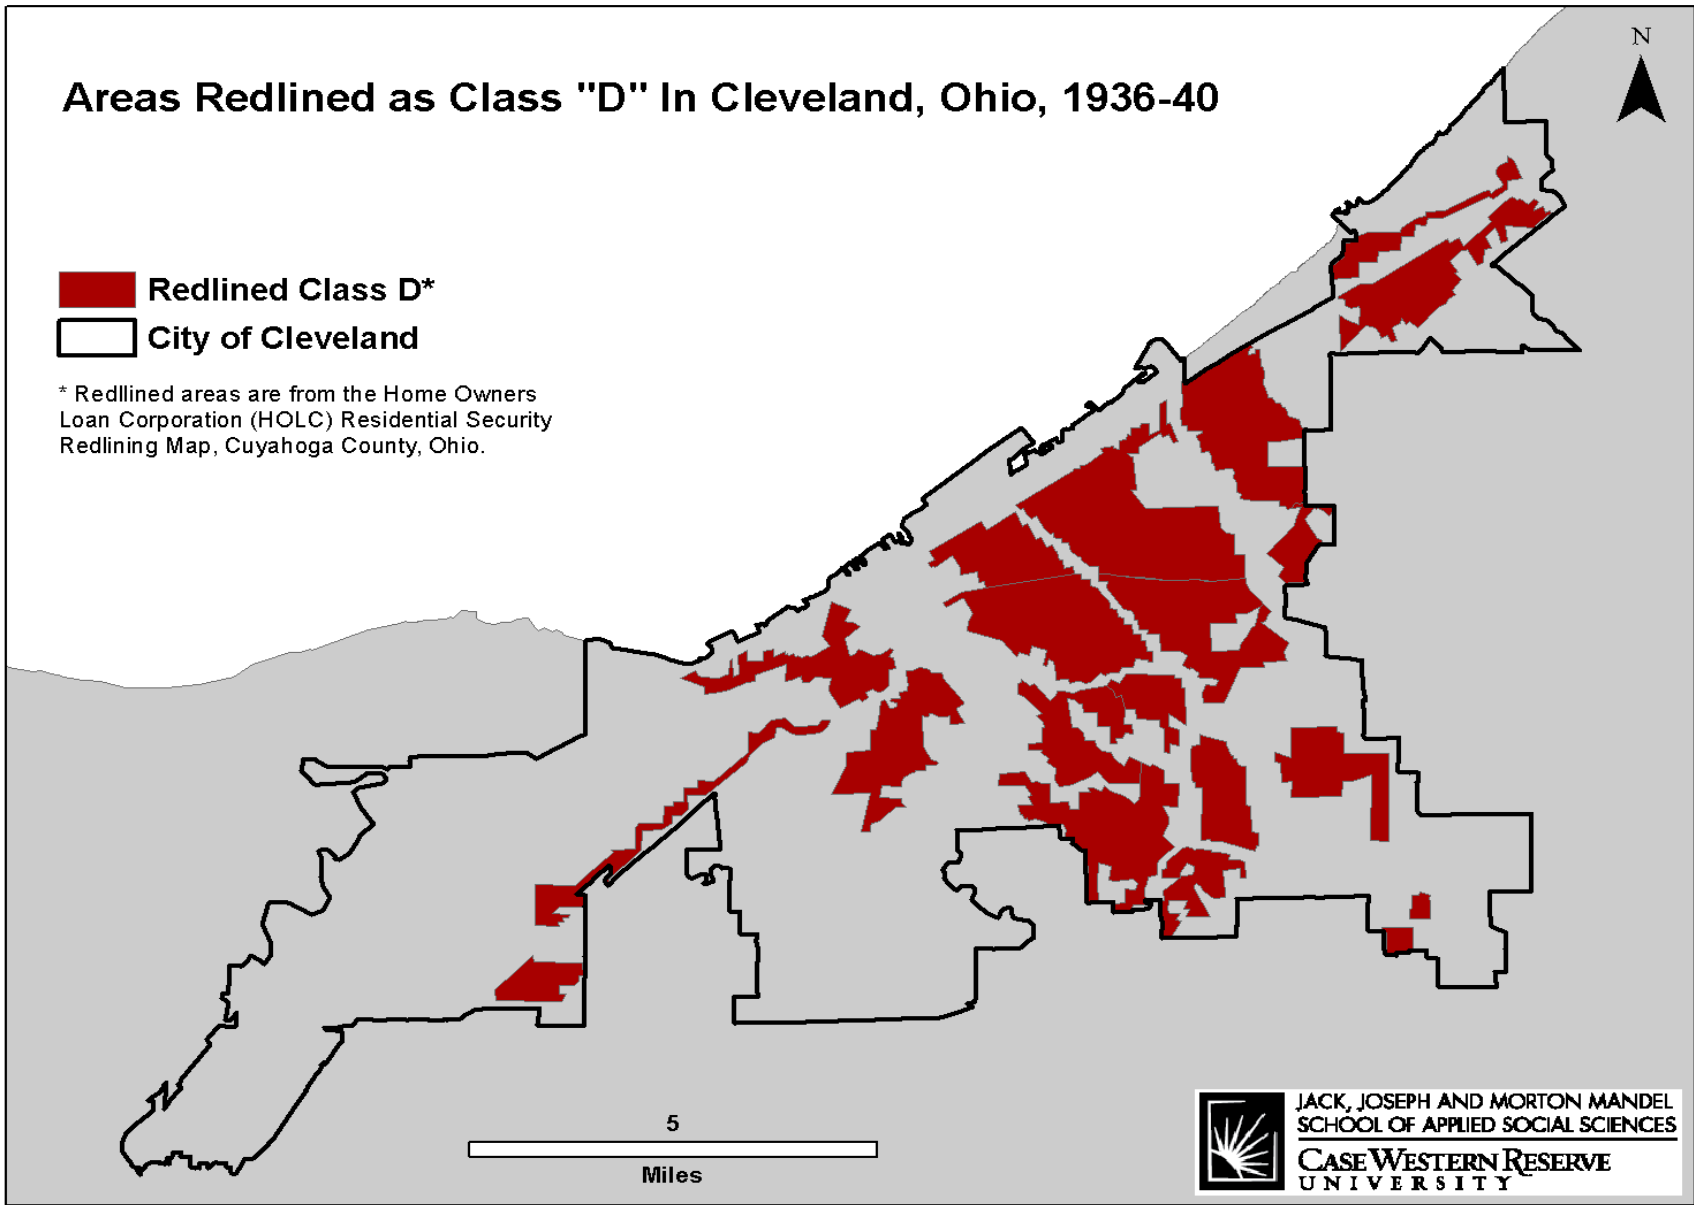 Areas Redlined as Class "D" In Cleveland, Ohio, 1936-40
N
Redlined Class D*
City of Cleveland
* Redllined areas are from the Home Owners
Loan Corporation (HOLC) Residential Security
Redlining Map, Cuyahoga County, Ohio.
5
Miles
JACK, JOSEPH AND MORTON MANDEL
SCHOOL OF APPLIED SOCIAL SCIENCES
CASE WESTERN RESERVE
UNIVERSITY